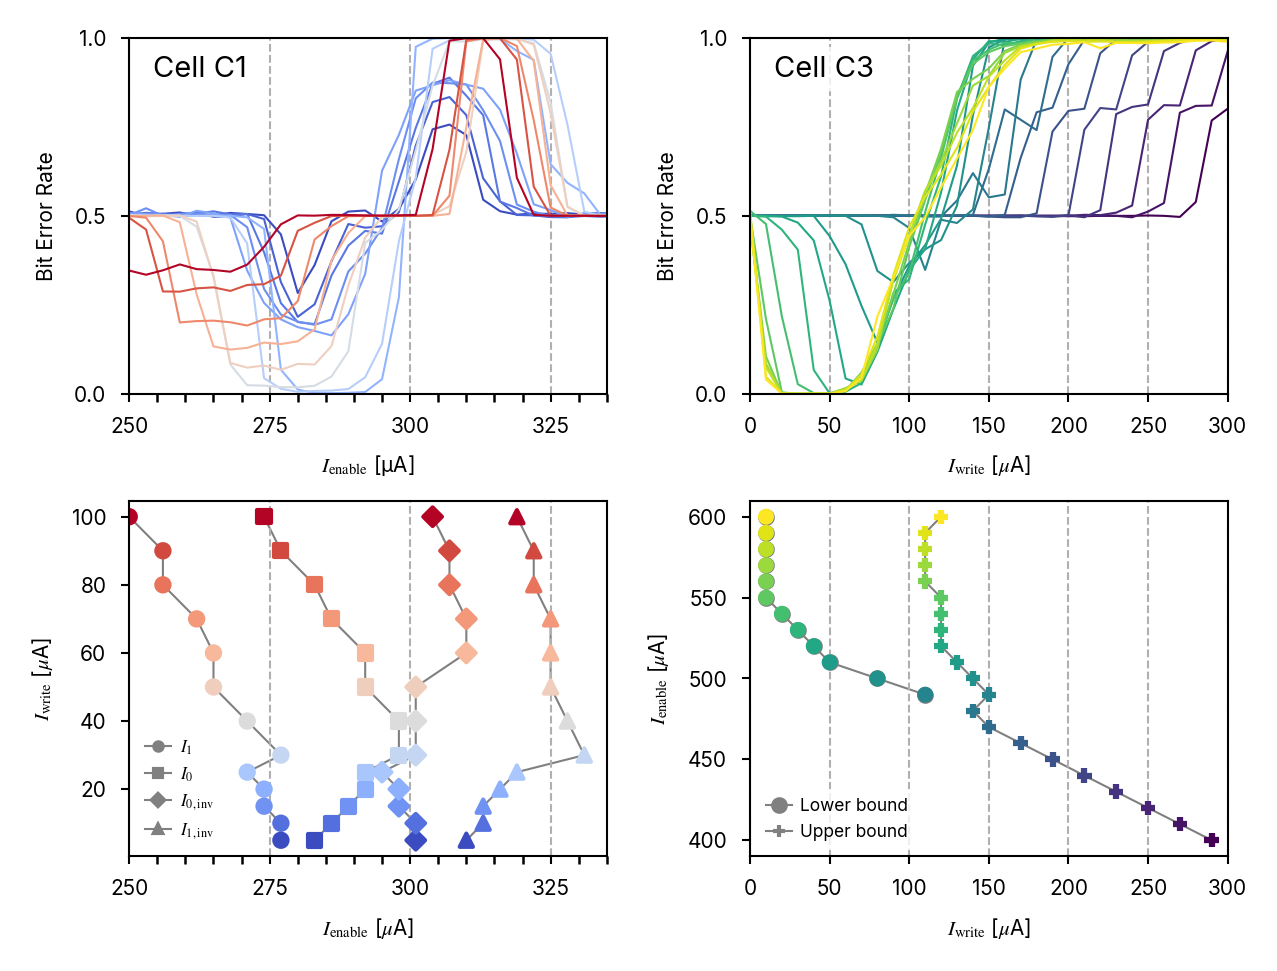 Cell C1
1.0
0.5
0.0
Bit Error Rate
250 275 300 325
I_enable [μA]
Cell C3
1.0
0.5
0.0
Bit Error Rate
0 50 100 150 200 250 300
I_write [μA]
100
80
60
40
20
I_write [μA]
I_1
I_0
I_0,inv
I_1,inv
250 275 300 325
I_enable [μA]
600
550
500
450
400
I_enable [μA]
Lower bound
Upper bound
0 50 100 150 200 250 300
I_write [μA]